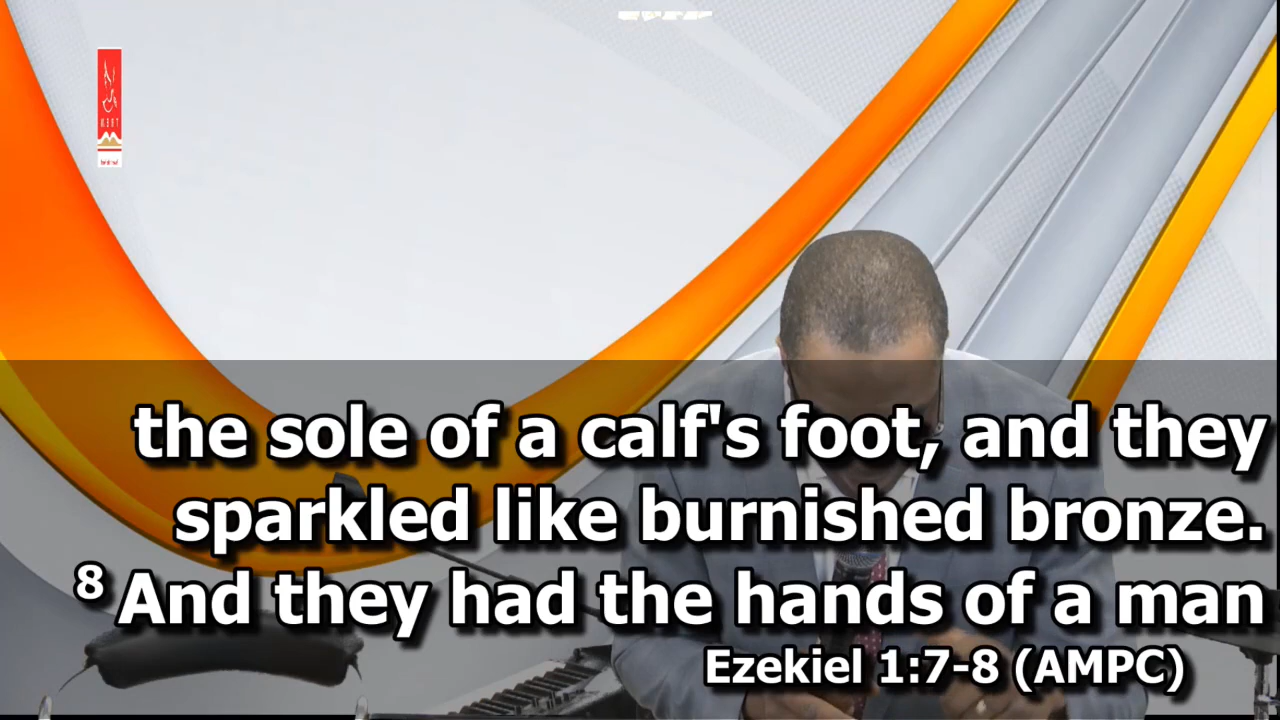 the sole of a calf's foot, and they
sparkled like burnished bronze.
8 And they had the hands of a man
Ezekiel 1:7-8 (AMPC)